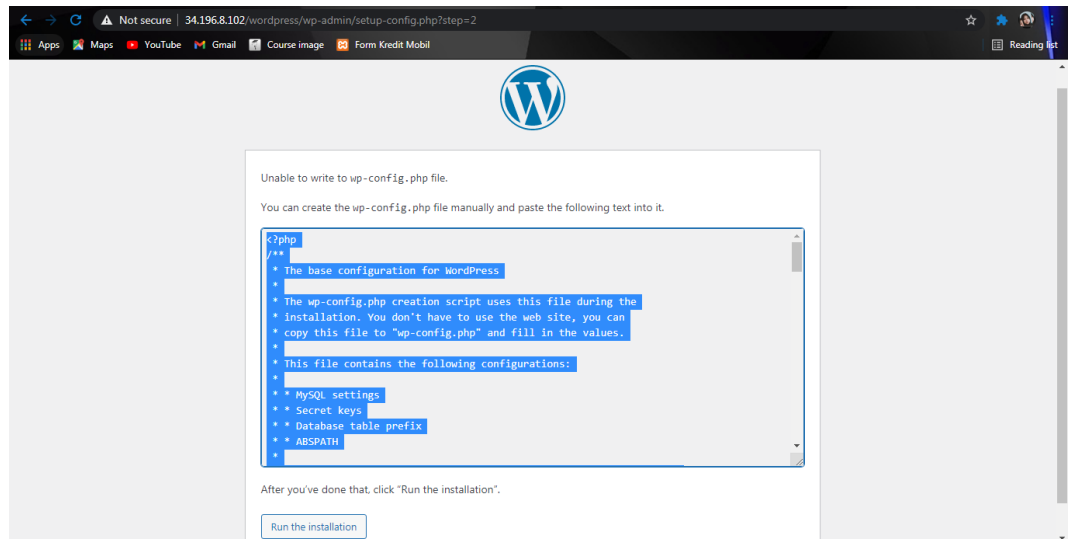 Not secure | 34.196.8.102/wordpress/wp-admin/setup-config.php?step=2
Apps Maps YouTube Gmail Course image Form Kredit Mobil Reading list
W
Unable to write to wp-config.php file.
You can create the wp-config.php file manually and paste the following text into it.
<?php
/**
* The base configuration for WordPress
*
* The wp-config.php creation script uses this file during the
* installation. You don't have to use the web site, you can
* copy this file to "wp-config.php" and fill in the values.
*
* This file contains the following configurations:
*
* * MySQL settings
* * Secret keys
* * Database table prefix
* * ABSPATH
*
After you've done that, click “Run the installation”.
Run the installation